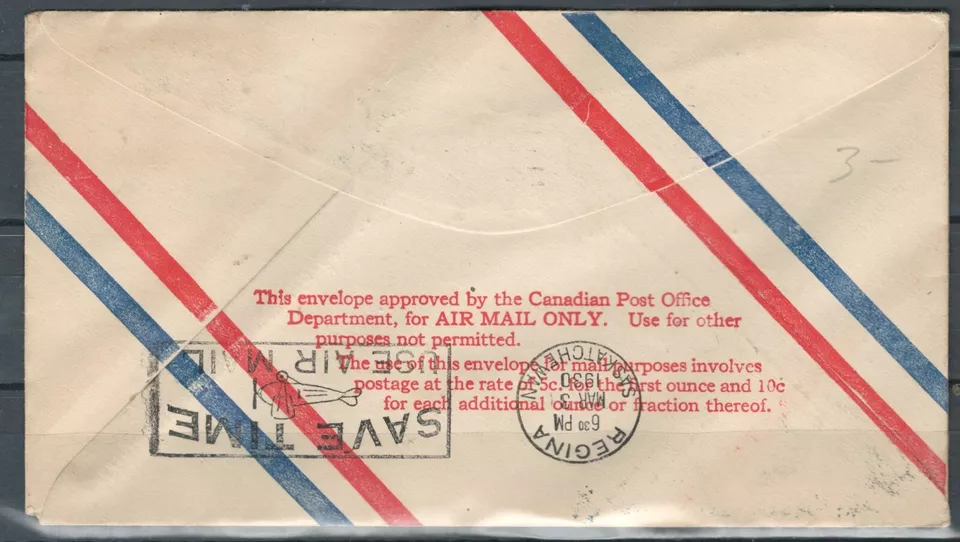 3-
This envelope approved by the Canadian Post Office
Department, for AIR MAIL ONLY. Use for other
purposes not permitted.
The use of this envelope for mail purposes involves
postage at the rate 5c. for the first ounce and 10c
for each additional ounce or fraction thereof.
SAVE TIME
USE AIR MAIL
REGINA
6 30 PM
MAR 3
1930
SASKATCHEWAN